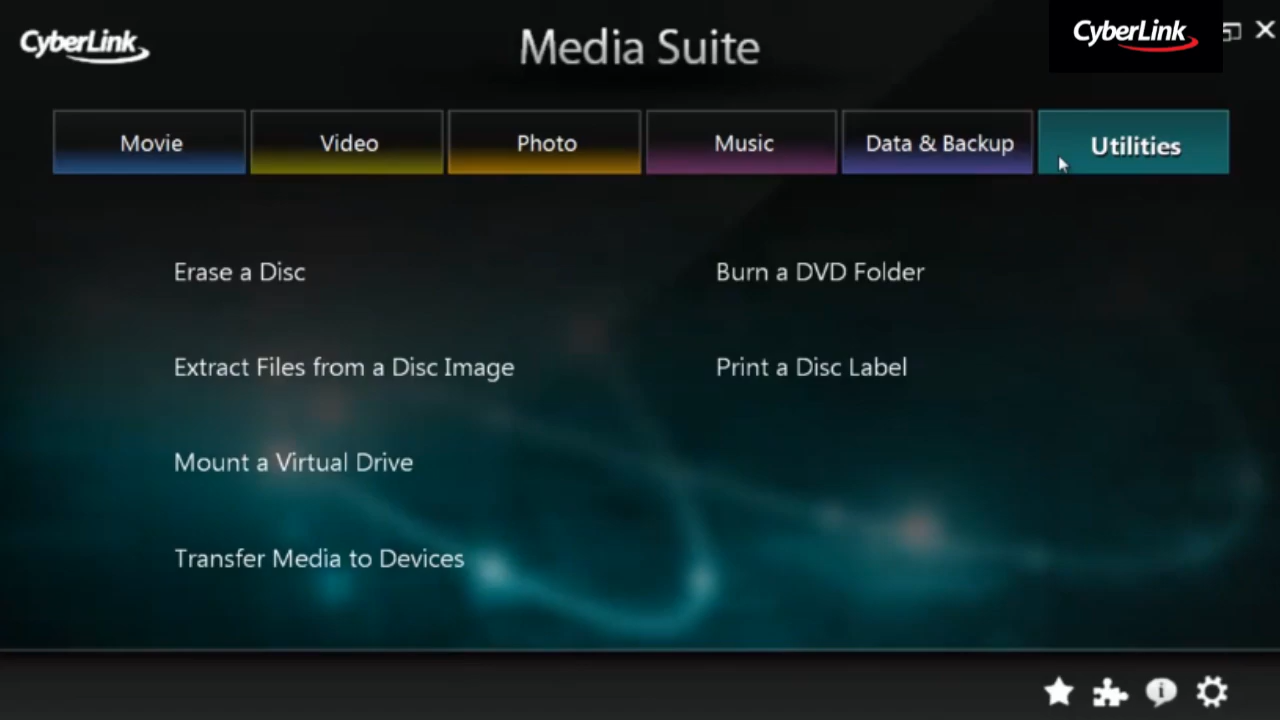 CyberLink
Media Suite
CyberLink
Movie
Video
Photo
Music
Data & Backup
Utilities
Erase a Disc
Burn a DVD Folder
Extract Files from a Disc Image
Print a Disc Label
Mount a Virtual Drive
Transfer Media to Devices